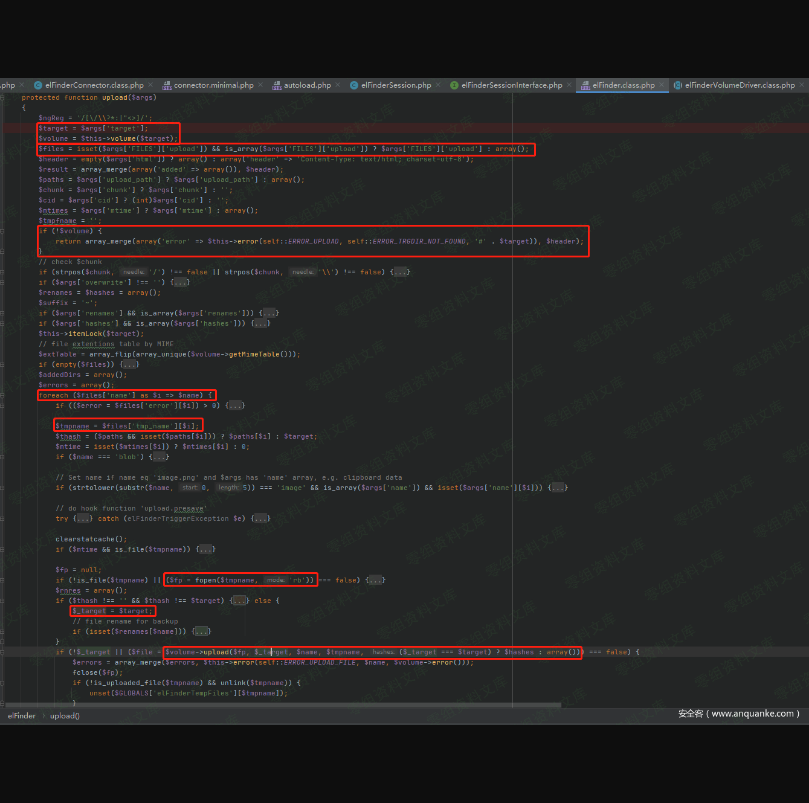 .php elFinderConnector.class.php connector.minimal.php autoload.php elFinderSession.php elFinderSessionInterface.php elFinder.class.php elFinderVolumeDriver.class.php
protected function upload($args)
{
$ngReg = '/[\/\\?*:|"<>]/';
$target = $args['target'];
$volume = $this->volume($target);
$files = isset($args['FILES']['upload']) && is_array($args['FILES']['upload']) ? $args['FILES']['upload'] : array();
$header = empty($args['html']) ? array() : array('header' => 'Content-Type: text/html; charset=utf-8');
$result = array_merge(array('added' => array()), $header);
$paths = $args['upload_path'] ? $args['upload_path'] : array();
$chunk = $args['chunk'] ? $args['chunk'] : '';
$cid = $args['cid'] ? (int)$args['cid'] : '';
$mtimes = $args['mtime'] ? $args['mtime'] : array();
$tmpfname = '';
if (!$volume) {
return array_merge(array('error' => $this->error(self::ERROR_UPLOAD, self::ERROR_TRGDIR_NOT_FOUND, '#' . $target)), $header);
}
// check $chunk
if (strpos($chunk, needle: '/') !== false || strpos($chunk, needle: '\\') !== false) {...}
if ($args['overwrite'] !== '') {...}
$renames = $hashes = array();
$suffix = '~';
if ($args['renames'] && is_array($args['renames'])) {...}
if ($args['hashes'] && is_array($args['hashes'])) {...}
$this->itemLock($target);
// file extentions table by MIME
$extTable = array_flip(array_unique($volume->getMimeTable()));
if (empty($files)) {...}
$addedDirs = array();
$errors = array();
foreach ($files['name'] as $i => $name) {
if (($error = $files['error'][$i]) > 0) {...}
$tmpname = $files['tmp_name'][$i];
$thash = ($paths && isset($paths[$i])) ? $paths[$i] : $target;
$mtime = isset($mtimes[$i]) ? $mtimes[$i] : 0;
if ($name === 'blob') {...}
// Set name if name eq 'image.png' and $args has 'name' array, e.g. clipboard data
if (strtolower(substr($name, start: 0, length: 5)) === 'image' && is_array($args['name']) && isset($args['name'][$i])) {...}
// do hook function 'upload.presave'
try {...} catch (elFinderTriggerException $e) {...}
clearstatcache();
if ($mtime && is_file($tmpname)) {...}
$fp = null;
if (!is_file($tmpname) || ($fp = fopen($tmpname, mode: 'rb')) === false) {...}
$rnres = array();
if ($thash !== '' && $thash !== $target) {...} else {
$_target = $target;
// file rename for backup
if (isset($renames[$name])) {...}
}
if (!$_target || ($file = $volume->upload($fp, $_target, $name, $tmpname, hashes: ($_target === $target) ? $hashes : array())) === false) {
$errors = array_merge($errors, $this->error(self::ERROR_UPLOAD_FILE, $name, $volume->error()));
fclose($fp);
if (!is_uploaded_file($tmpname) && unlink($tmpname)) {
unset($GLOBALS['elFinderTempFiles'][$tmpname]);
}
elFinder › upload()
安全客（www.anquanke.com）